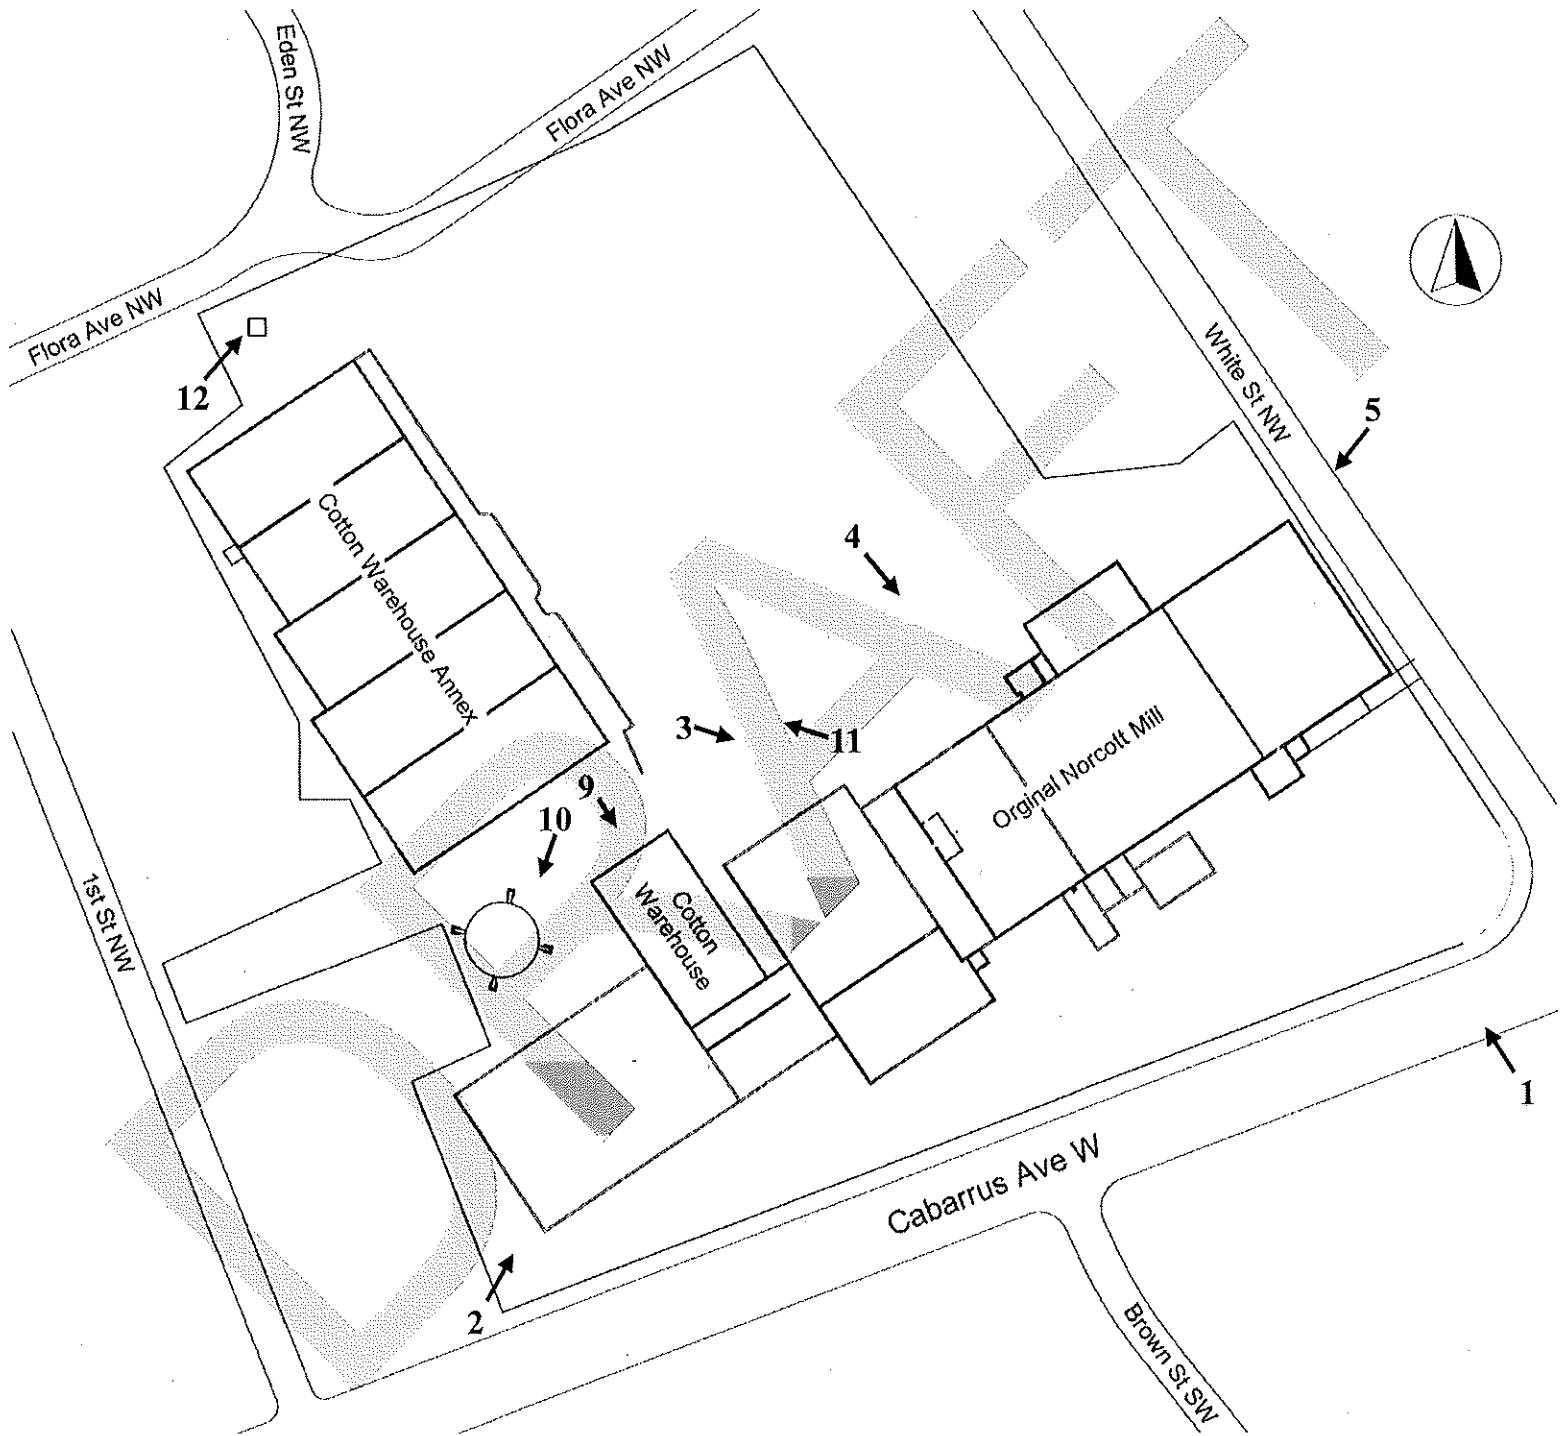 Eden St NW
Flora Ave NW
Flora Ave NW
12
White St NW
5
Cotton Warehouse Annex
4
3
11
Orginal Norcott Mill
9
10
Cotton
Warehouse
1st St NW
1
Cabarrus Ave W
2
Brown St SW
DRAFT